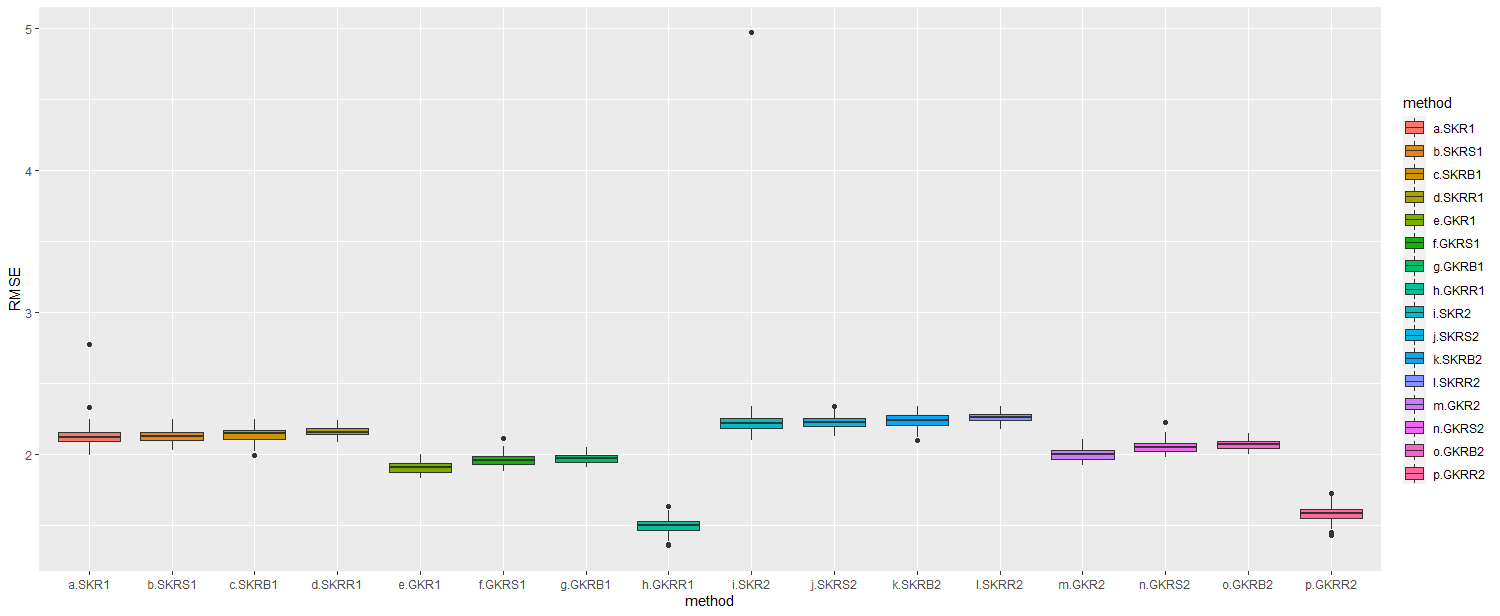 5
4
3
2
RMSE
a.SKR1 b.SKRS1 c.SKRB1 d.SKRR1 e.GKR1 f.GKRS1 g.GKRB1 h.GKRR1 i.SKR2 j.SKRS2 k.SKRB2 l.SKRR2 m.GKR2 n.GKRS2 o.GKRB2 p.GKRR2
method
method
a.SKR1
b.SKRS1
c.SKRB1
d.SKRR1
e.GKR1
f.GKRS1
g.GKRB1
h.GKRR1
i.SKR2
j.SKRS2
k.SKRB2
l.SKRR2
m.GKR2
n.GKRS2
o.GKRB2
p.GKRR2